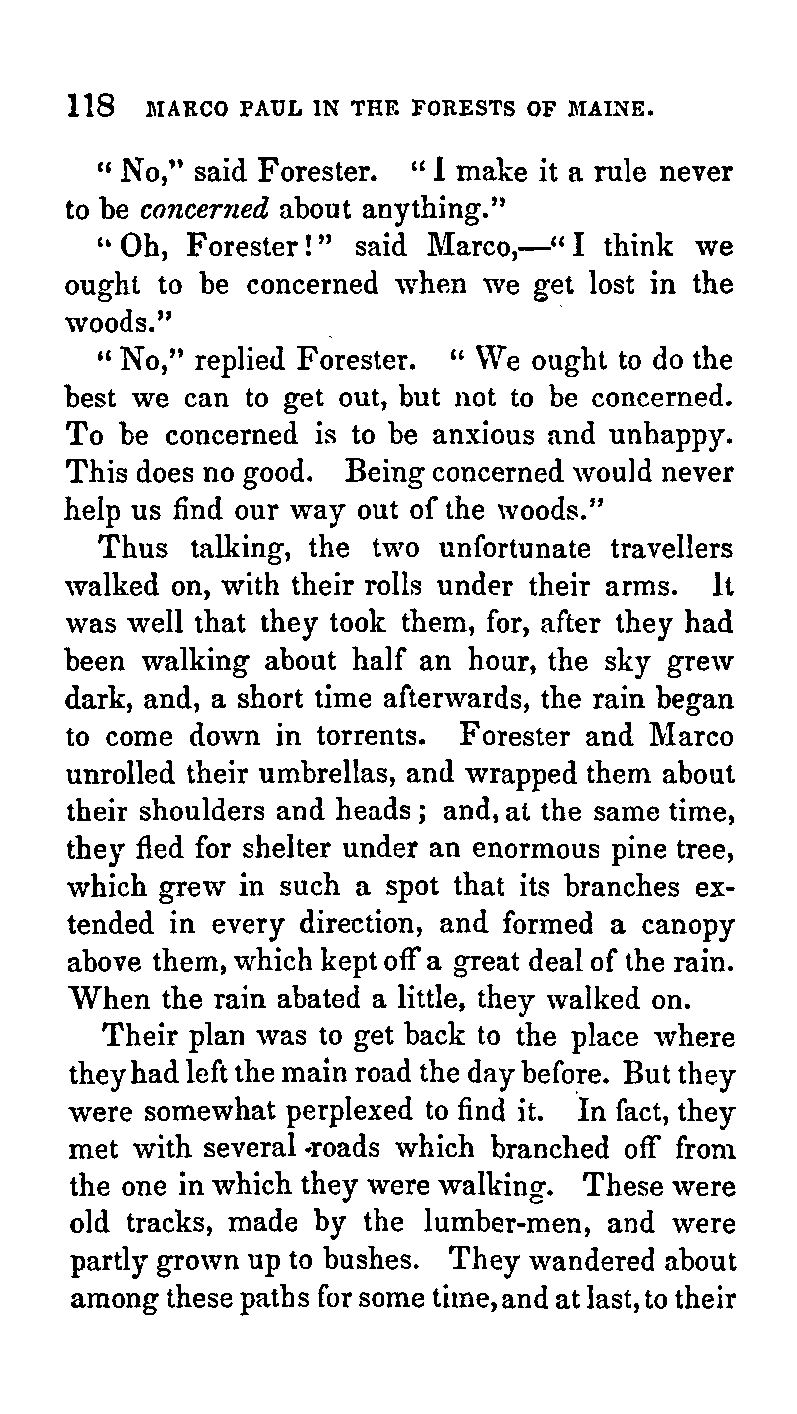 118 MARCO PAUL IN THE FORESTS OF MAINE.
“ No,” said Forester. “ I make it a rule never
to be concerned about anything.”
“ Oh, Forester!” said Marco,—“ I think we
ought to be concerned when we get lost in the
woods.”
“ No,” replied Forester. “ We ought to do the
best we can to get out, but not to be concerned.
To be concerned is to be anxious and unhappy.
This does no good. Being concerned would never
help us find our way out of the woods.”
Thus talking, the two unfortunate travellers
walked on, with their rolls under their arms. It
was well that they took them, for, after they had
been walking about half an hour, the sky grew
dark, and, a short time afterwards, the rain began
to come down in torrents. Forester and Marco
unrolled their umbrellas, and wrapped them about
their shoulders and heads; and, at the same time,
they fled for shelter under an enormous pine tree,
which grew in such a spot that its branches ex-
tended in every direction, and formed a canopy
above them, which kept off a great deal of the rain.
When the rain abated a little, they walked on.
Their plan was to get back to the place where
they had left the main road the day before. But they
were somewhat perplexed to find it. In fact, they
met with several roads which branched off from
the one in which they were walking. These were
old tracks, made by the lumber-men, and were
partly grown up to bushes. They wandered about
among these paths for some time, and at last, to their